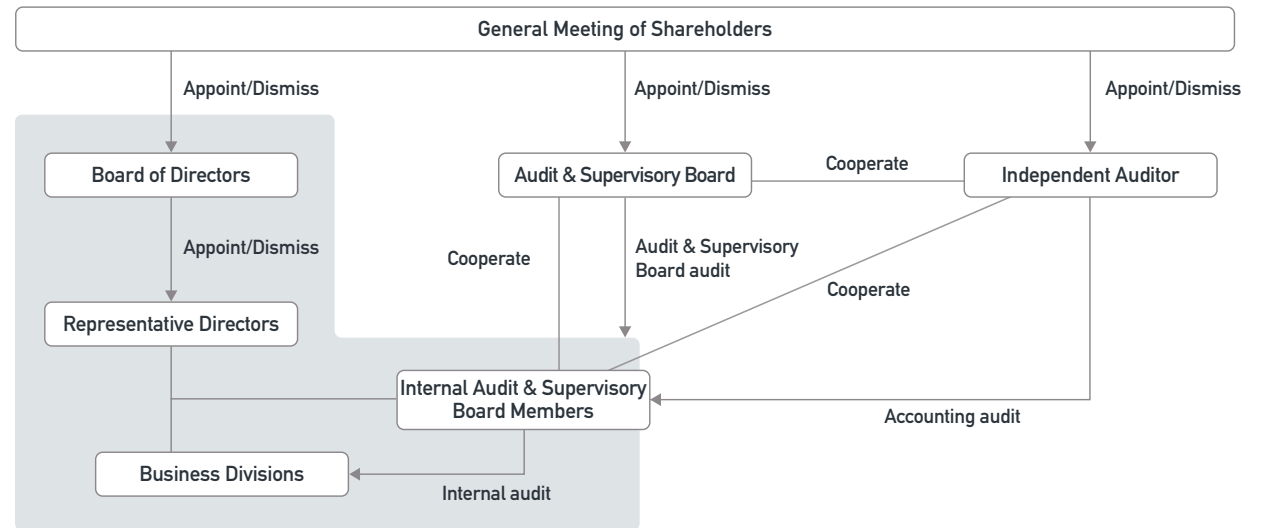 General Meeting of Shareholders
Appoint/Dismiss
Appoint/Dismiss
Appoint/Dismiss
Board of Directors
Audit & Supervisory Board
Cooperate
Independent Auditor
Appoint/Dismiss
Cooperate
Audit & Supervisory
Board audit
Cooperate
Representative Directors
Internal Audit & Supervisory
Board Members
Accounting audit
Business Divisions
Internal audit